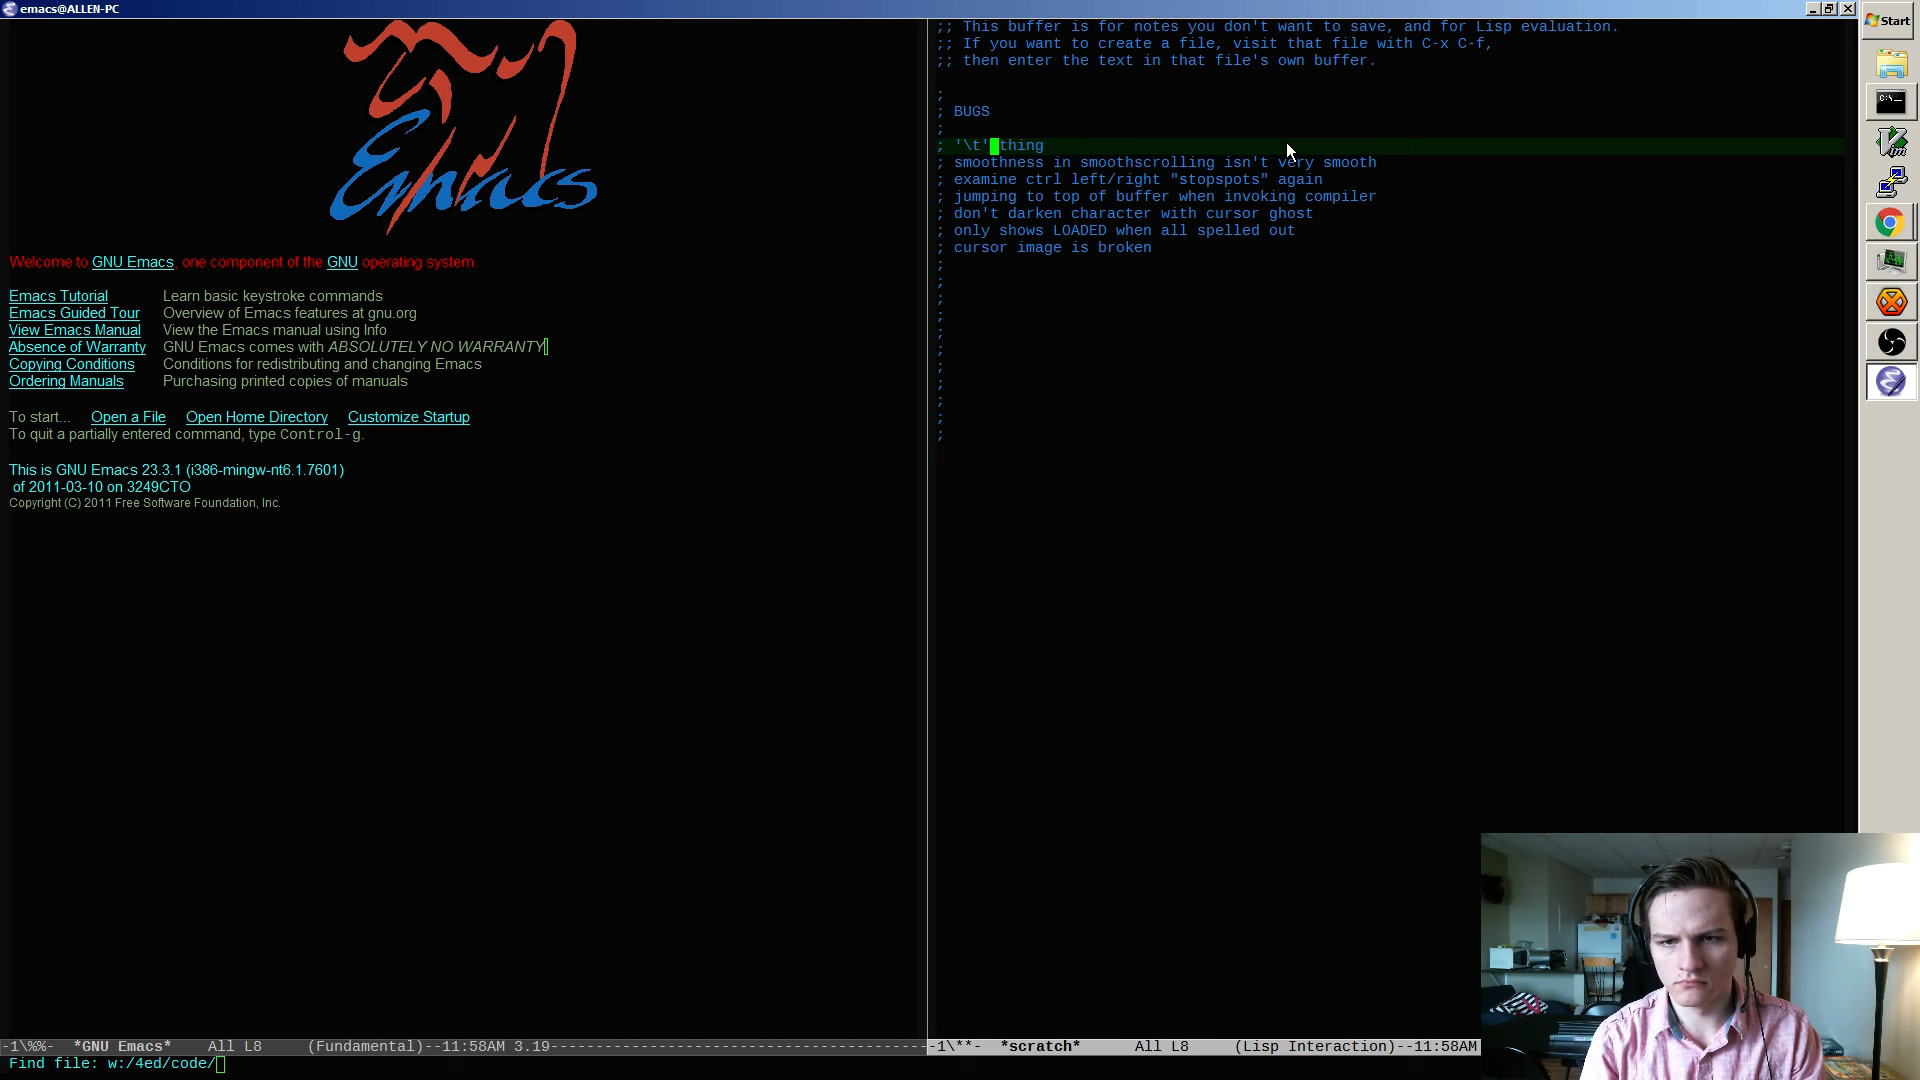 emacs@ALLEN-PC
Start
Emacs
Welcome to GNU Emacs, one component of the GNU operating system.
Emacs Tutorial Learn basic keystroke commands
Emacs Guided Tour Overview of Emacs features at gnu.org
View Emacs Manual View the Emacs manual using Info
Absence of Warranty GNU Emacs comes with ABSOLUTELY NO WARRANTY
Copying Conditions Conditions for redistributing and changing Emacs
Ordering Manuals Purchasing printed copies of manuals
To start... Open a File Open Home Directory Customize Startup
To quit a partially entered command, type Control-g.
This is GNU Emacs 23.3.1 (i386-mingw-nt6.1.7601)
of 2011-03-10 on 3249CTO
Copyright (C) 2011 Free Software Foundation, Inc.
-1\%%- *GNU Emacs* All L8 (Fundamental)--11:58AM 3.19-----------------------------------------
Find file: w:/4ed/code/
;; This buffer is for notes you don't want to save, and for Lisp evaluation.
;; If you want to create a file, visit that file with C-x C-f,
;; then enter the text in that file's own buffer.
;
; BUGS
;
; '\t' thing
; smoothness in smoothscrolling isn't very smooth
; examine ctrl left/right "stopspots" again
; jumping to top of buffer when invoking compiler
; don't darken character with cursor ghost
; only shows LOADED when all spelled out
; cursor image is broken
;
;
;
;
;
;
;
;
;
;
;
-1\**- *scratch* All L8 (Lisp Interaction)--11:58AM
C:\_
Vim